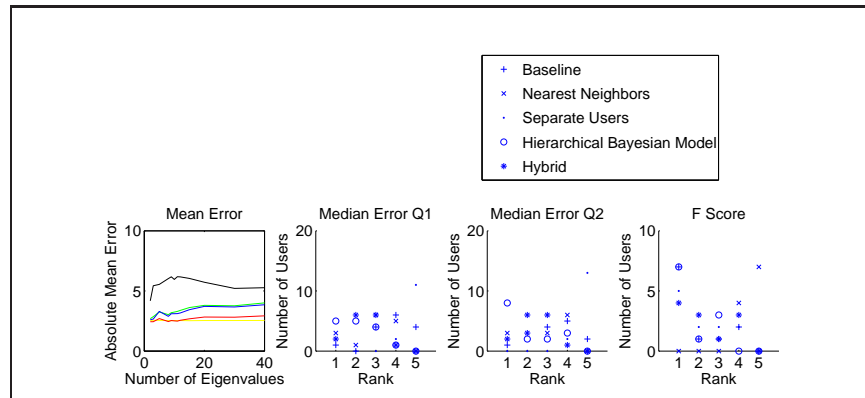 Baseline
Nearest Neighbors
Separate Users
Hierarchical Bayesian Model
Hybrid
Mean Error
Absolute Mean Error
10
5
0
0 20 40
Number of Eigenvalues
Median Error Q1
Number of Users
20
10
0
1 2 3 4 5
Rank
Median Error Q2
Number of Users
20
10
0
1 2 3 4 5
Rank
F Score
Number of Users
10
5
0
1 2 3 4 5
Rank